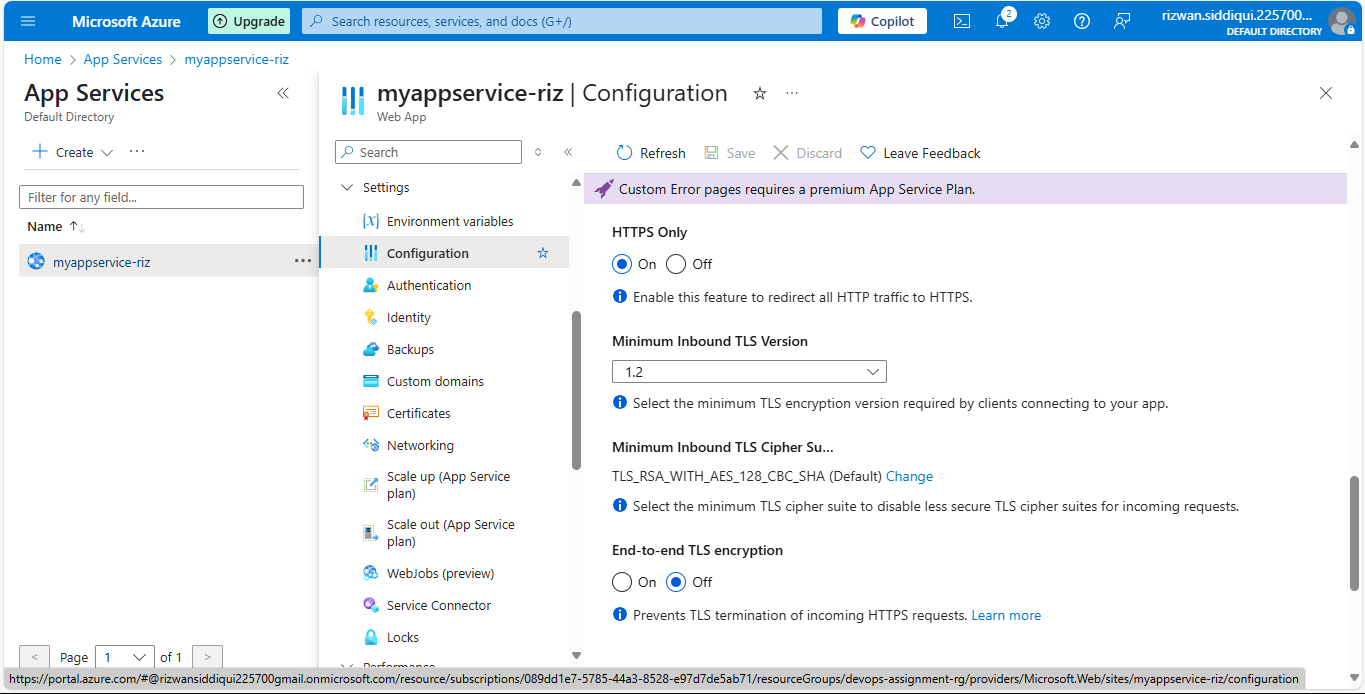 Microsoft Azure
Upgrade
Search resources, services, and docs (G+/)
Copilot
2
rizwan.siddiqui.225700...
DEFAULT DIRECTORY
Home > App Services > myappservice-riz
App Services
Default Directory
Create
Filter for any field...
Name
myappservice-riz
< Page 1 of 1 >
myappservice-riz | Configuration
Web App
Search
Settings
Environment variables
Configuration
Authentication
Identity
Backups
Custom domains
Certificates
Networking
Scale up (App Service
plan)
Scale out (App Service
plan)
WebJobs (preview)
Service Connector
Locks
Performance
Refresh Save Discard Leave Feedback
Custom Error pages requires a premium App Service Plan.
HTTPS Only
On Off
Enable this feature to redirect all HTTP traffic to HTTPS.
Minimum Inbound TLS Version
1.2
Select the minimum TLS encryption version required by clients connecting to your app.
Minimum Inbound TLS Cipher Su...
TLS_RSA_WITH_AES_128_CBC_SHA (Default) Change
Select the minimum TLS cipher suite to disable less secure TLS cipher suites for incoming requests.
End-to-end TLS encryption
On Off
Prevents TLS termination of incoming HTTPS requests. Learn more
https://portal.azure.com/#@rizwansiddiqui225700gmail.onmicrosoft.com/resource/subscriptions/089dd1e7-5785-44a3-8528-e97d7de5ab71/resourceGroups/devops-assignment-rg/providers/Microsoft.Web/sites/myappservice-riz/configuration